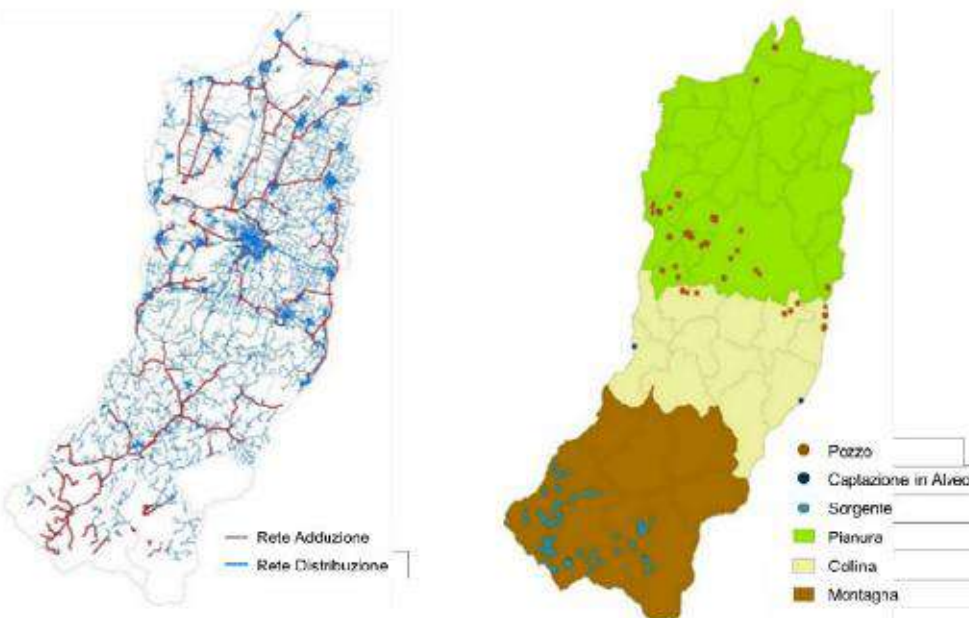 Rete Adduzione
Rete Distribuzione
Pozzo
Captazione in Alveo
Sorgente
Pianura
Collina
Montagna